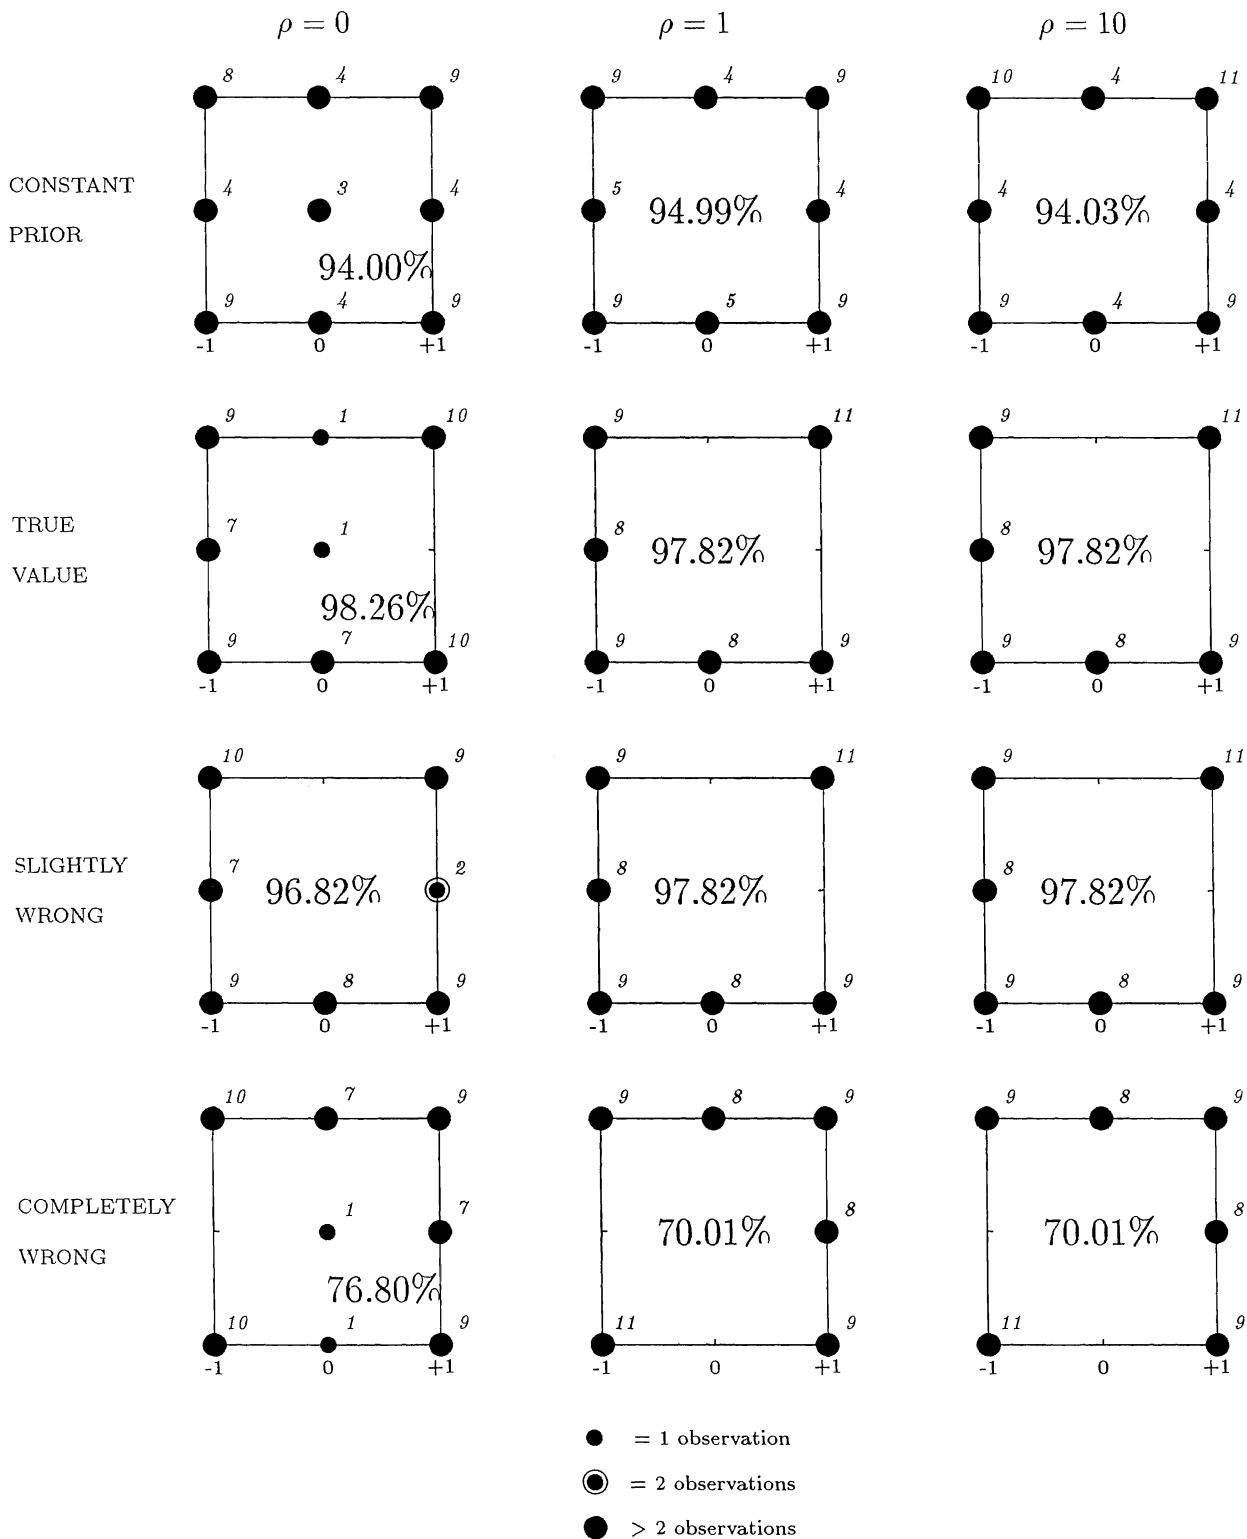 ρ = 0 ρ = 1 ρ = 10
8 4 9 9 4 9 10 4 11
CONSTANT
4 3 4 5 94.99% 4 4 94.03% 4
PRIOR
94.00%
9 4 9 9 5 9 9 4 9
-1 0 +1 -1 0 +1 -1 0 +1
9 1 10 9 11 9 11
TRUE
7 1 8 97.82% 8 97.82%
VALUE
98.26%
9 7 10 9 8 9 9 8 9
-1 0 +1 -1 0 +1 -1 0 +1
10 9 9 11 9 11
SLIGHTLY
7 96.82% 2 8 97.82% 8 97.82%
WRONG
9 8 9 9 8 9 9 8 9
-1 0 +1 -1 0 +1 -1 0 +1
10 7 9 9 8 9 9 8 9
COMPLETELY
1 7 70.01% 8 70.01% 8
WRONG
76.80%
10 1 9 11 9 11 9
-1 0 +1 -1 0 +1 -1 0 +1
= 1 observation
= 2 observations
> 2 observations